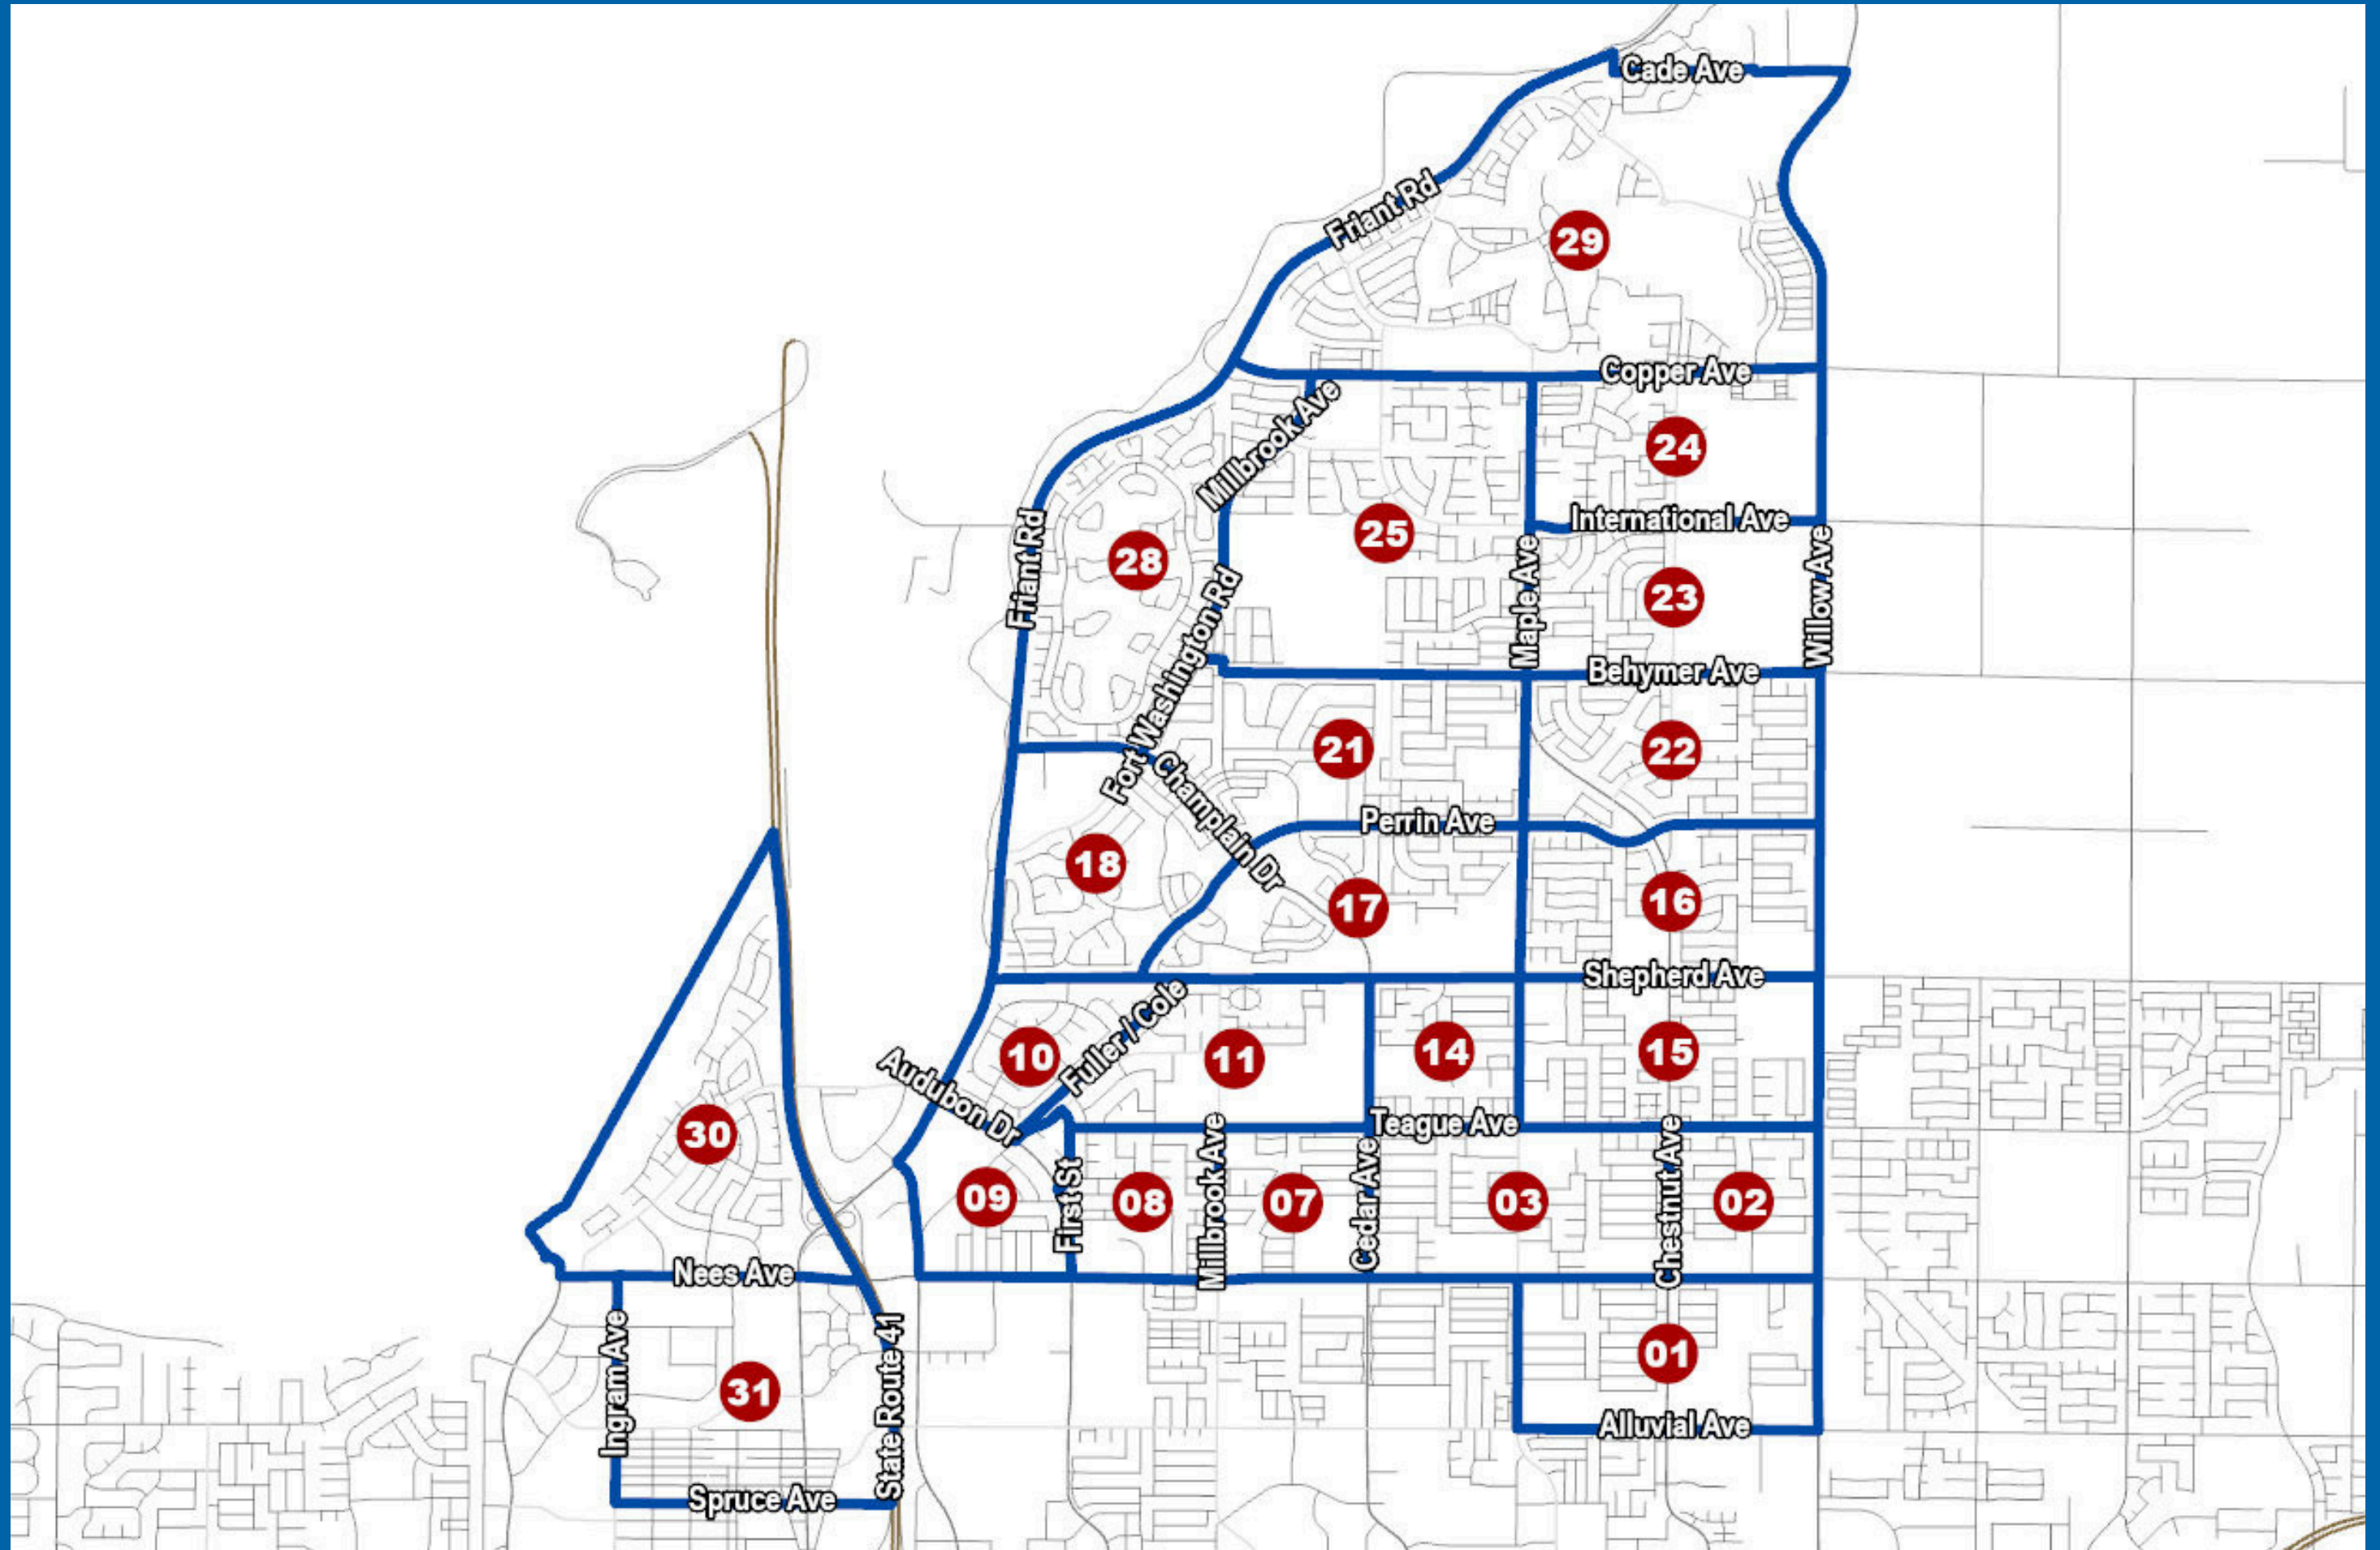 Cade Ave
Friant Rd
29
Copper Ave
Millbrook Ave
24
International Ave
Friant Rd
28
25
Maple Ave
23
Willow Ave
Fort Washington Rd
Behymer Ave
21
22
Champlain Dr
Perrin Ave
18
17
16
Shepherd Ave
10
Fuller / Cole
11
14
15
Audubon Dr
Teague Ave
30
09
First St
08
Millbrook Ave
07
Cedar Ave
03
Chestnut Ave
02
Nees Ave
Ingram Ave
31
State Route 41
01
Alluvial Ave
Spruce Ave